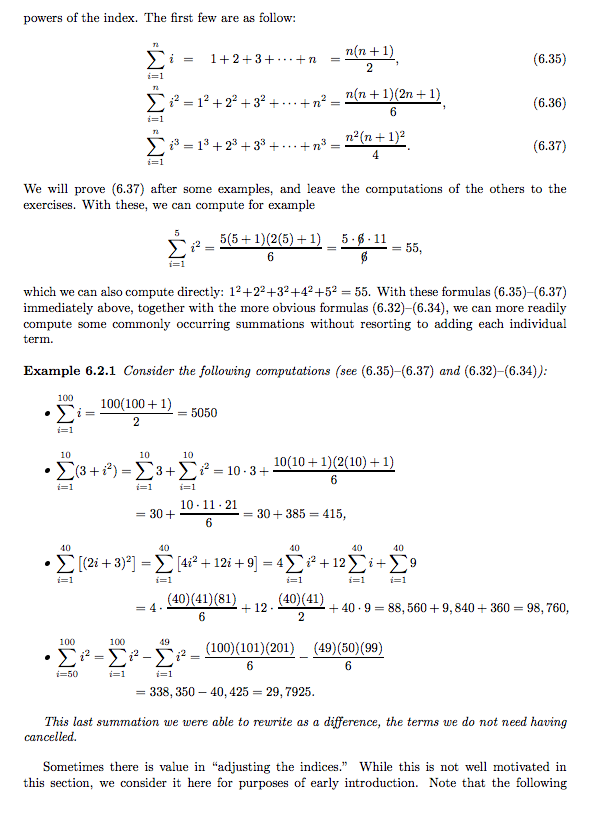 powers of the index. The first few are as follow:
\sum_{i=1}^{n} i = 1 + 2 + 3 + \cdots + n = \frac{n(n+1)}{2}, (6.35)
\sum_{i=1}^{n} i^2 = 1^2 + 2^2 + 3^2 + \cdots + n^2 = \frac{n(n+1)(2n+1)}{6}, (6.36)
\sum_{i=1}^{n} i^3 = 1^3 + 2^3 + 3^3 + \cdots + n^3 = \frac{n^2(n+1)^2}{4}. (6.37)
We will prove (6.37) after some examples, and leave the computations of the others to the
exercises. With these, we can compute for example
\sum_{i=1}^{5} i^2 = \frac{5(5+1)(2(5)+1)}{6} = \frac{5 \cdot \not{6} \cdot 11}{\not{6}} = 55,
which we can also compute directly: 1^2+2^2+3^2+4^2+5^2 = 55. With these formulas (6.35)–(6.37)
immediately above, together with the more obvious formulas (6.32)–(6.34), we can more readily
compute some commonly occurring summations without resorting to adding each individual
term.
Example 6.2.1 Consider the following computations (see (6.35)–(6.37) and (6.32)–(6.34)):
• \sum_{i=1}^{100} i = \frac{100(100+1)}{2} = 5050
• \sum_{i=1}^{10} (3+i^2) = \sum_{i=1}^{10} 3 + \sum_{i=1}^{10} i^2 = 10 \cdot 3 + \frac{10(10+1)(2(10)+1)}{6}
= 30 + \frac{10 \cdot 11 \cdot 21}{6} = 30 + 385 = 415,
• \sum_{i=1}^{40} [(2i+3)^2] = \sum_{i=1}^{40} [4i^2 + 12i + 9] = 4\sum_{i=1}^{40} i^2 + 12\sum_{i=1}^{40} i + \sum_{i=1}^{40} 9
= 4 \cdot \frac{(40)(41)(81)}{6} + 12 \cdot \frac{(40)(41)}{2} + 40 \cdot 9 = 88,560 + 9,840 + 360 = 98,760,
• \sum_{i=50}^{100} i^2 = \sum_{i=1}^{100} i^2 - \sum_{i=1}^{49} i^2 = \frac{(100)(101)(201)}{6} - \frac{(49)(50)(99)}{6}
= 338,350 - 40,425 = 29,7925.
This last summation we were able to rewrite as a difference, the terms we do not need having
cancelled.
Sometimes there is value in “adjusting the indices.” While this is not well motivated in
this section, we consider it here for purposes of early introduction. Note that the following